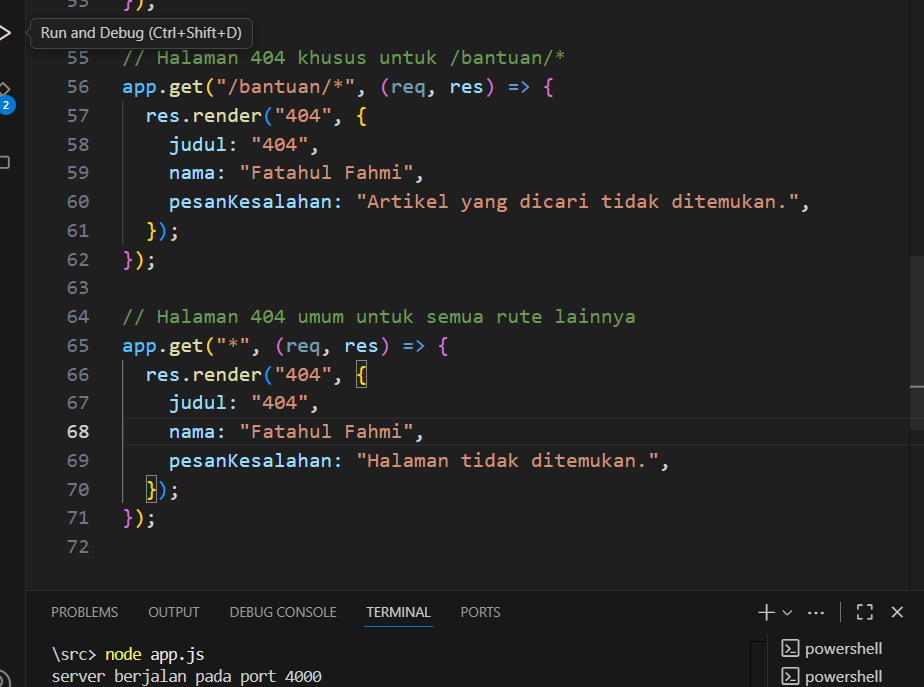 53 });
Run and Debug (Ctrl+Shift+D)
55 // Halaman 404 khusus untuk /bantuan/*
56 app.get("/bantuan/*", (req, res) => {
2
57 res.render("404", {
58 judul: "404",
59 nama: "Fatahul Fahmi",
60 pesanKesalahan: "Artikel yang dicari tidak ditemukan.",
61 });
62 });
63
64 // Halaman 404 umum untuk semua rute lainnya
65 app.get("*", (req, res) => {
66 res.render("404", {
67 judul: "404",
68 nama: "Fatahul Fahmi",
69 pesanKesalahan: "Halaman tidak ditemukan.",
70 });
71 });
72
PROBLEMS OUTPUT DEBUG CONSOLE TERMINAL PORTS
\src> node app.js
server berjalan pada port 4000
powershell
powershell